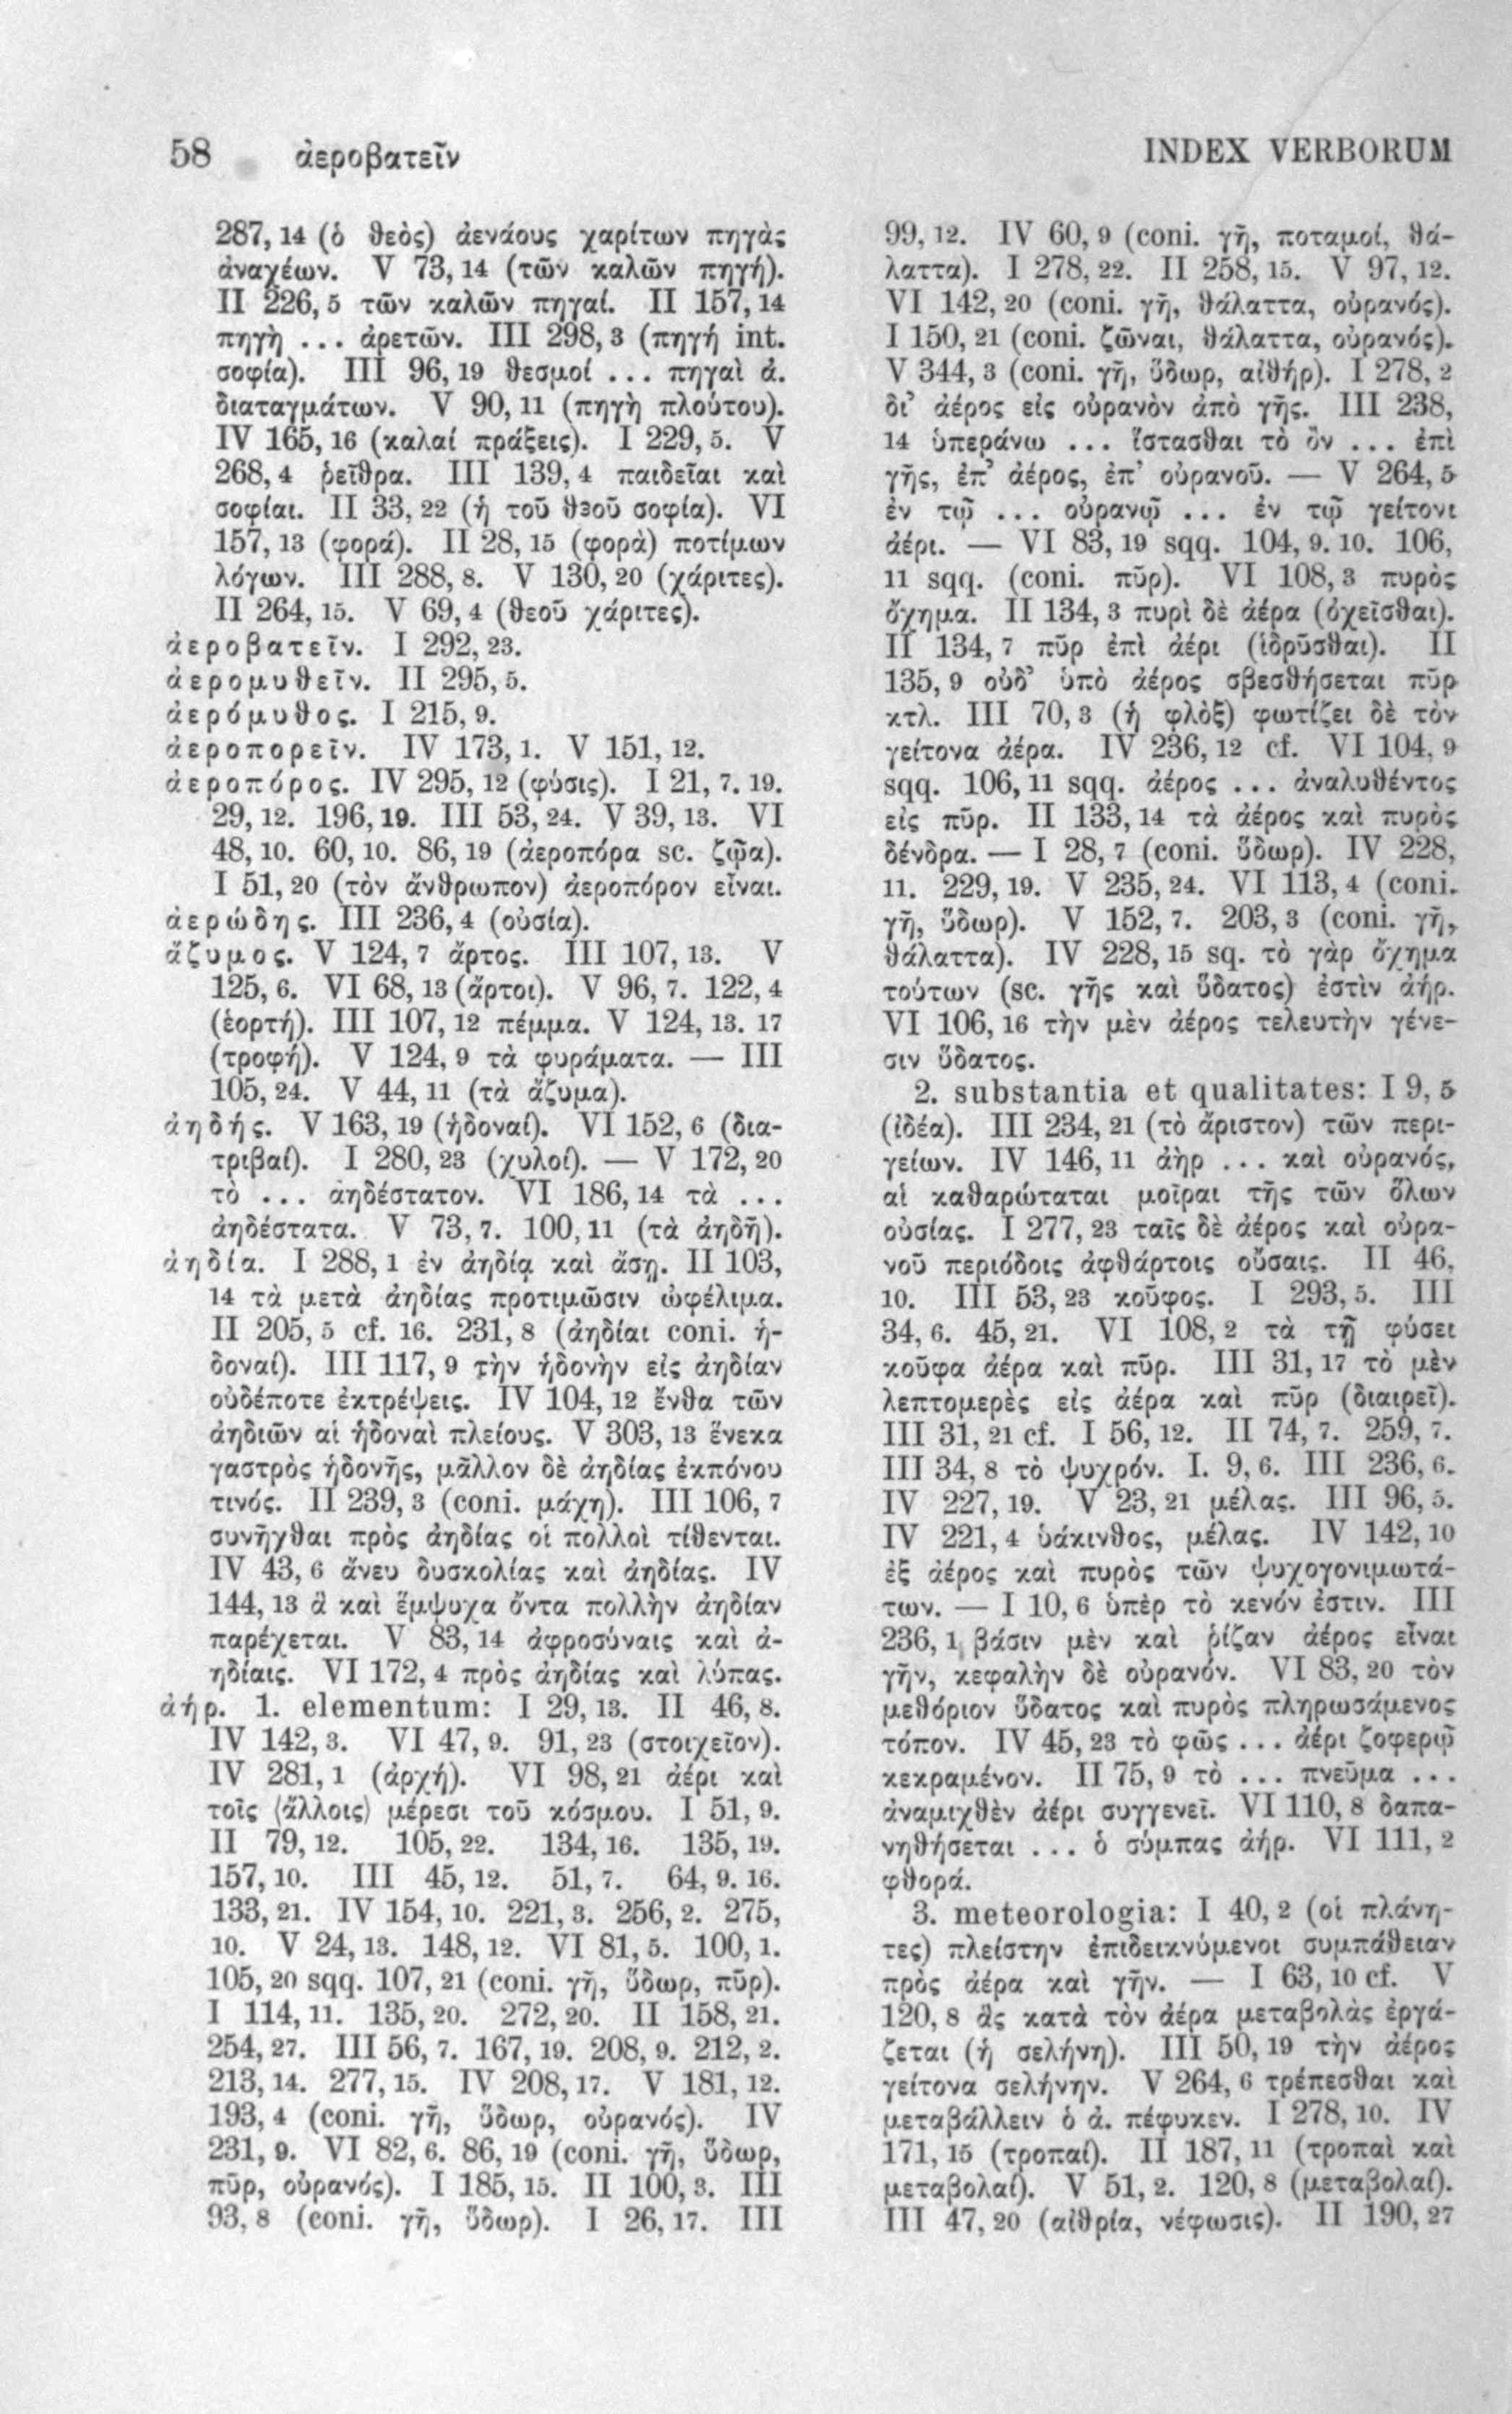 58 ἀεροβατεῖν
INDEX VERBORUM
287, 14 (ὁ θεὸς) ἀενάους χαρίτων πηγὰς
ἀναχέων. V 73, 14 (τῶν καλῶν πηγή).
II 226, 5 τῶν καλῶν πηγαί. II 157, 14
πηγὴ ... ἀρετῶν. III 298, 3 (πηγή int.
σοφία). III 96, 19 θεσμοί ... πηγαὶ ἀ.
διαταγμάτων. V 90, 11 (πηγὴ πλούτου).
IV 165, 16 (καλαί πράξεις). I 229, 5. V
268, 4 ῥεῖθρα. III 139, 4 παιδεῖαι καὶ
σοφίαι. II 33, 22 (ἡ τοῦ θεοῦ σοφία). VI
157, 13 (φορά). II 28, 15 (φορὰ) ποτίμων
λόγων. III 288, 8. V 130, 20 (χάριτες).
II 264, 15. V 69, 4 (θεοῦ χάριτες).
ἀεροβατεῖν. I 292, 23.
ἀερομυθεῖν. II 295, 5.
ἀερόμυθος. I 215, 9.
ἀεροπορεῖν. IV 173, 1. V 151, 12.
ἀεροπόρος. IV 295, 12 (φύσις). I 21, 7. 19.
29, 12. 196, 19. III 53, 24. V 39, 13. VI
48, 10. 60, 10. 86, 19 (ἀεροπόρα sc. ζῷα).
I 51, 20 (τὸν ἄνθρωπον) ἀεροπόρον εἶναι.
ἀερώδης. III 236, 4 (οὐσία).
ἄζυμος. V 124, 7 ἄρτος. III 107, 13. V
125, 6. VI 68, 13 (ἄρτοι). V 96, 7. 122, 4
(ἑορτή). III 107, 12 πέμμα. V 124, 13. 17
(τροφή). V 124, 9 τὰ φυράματα. — III
105, 24. V 44, 11 (τὰ ἄζυμα).
ἀηδής. V 163, 19 (ἡδοναί). VI 152, 6 (δια-
τριβαί). I 280, 23 (χυλοί). — V 172, 20
τὸ ... ἀηδέστατον. VI 186, 14 τὰ ...
ἀηδέστατα. V 73, 7. 100, 11 (τὰ ἀηδῆ).
ἀηδία. I 288, 1 ἐν ἀηδίᾳ καὶ ἄσῃ. II 103,
14 τὰ μετὰ ἀηδίας προτιμῶσιν ὠφέλιμα.
II 205, 5 cf. 16. 231, 8 (ἀηδίαι coni. ἡ-
δοναί). III 117, 9 τὴν ἡδονὴν εἰς ἀηδίαν
οὐδέποτε ἐκτρέψεις. IV 104, 12 ἔνθα τῶν
ἀηδιῶν αἱ ἡδοναὶ πλείους. V 303, 13 ἕνεκα
γαστρὸς ἡδονῆς, μᾶλλον δὲ ἀηδίας ἐκπόνου
τινός. II 239, 3 (coni. μάχη). III 106, 7
συνῆχθαι πρὸς ἀηδίας οἱ πολλοὶ τίθενται.
IV 43, 6 ἄνευ δυσκολίας καὶ ἀηδίας. IV
144, 13 ἃ καὶ ἔμψυχα ὄντα πολλὴν ἀηδίαν
παρέχεται. V 83, 14 ἀφροσύναις καὶ ἀ-
ηδίαις. VI 172, 4 πρὸς ἀηδίας καὶ λύπας.
ἀήρ. 1. elementum: I 29, 13. II 46, 8.
IV 142, 3. VI 47, 9. 91, 23 (στοιχεῖον).
IV 281, 1 (ἀρχή). VI 98, 21 ἀέρι καὶ
τοῖς ⟨ἄλλοις⟩ μέρεσι τοῦ κόσμου. I 51, 9.
II 79, 12. 105, 22. 134, 16. 135, 19.
157, 10. III 45, 12. 51, 7. 64, 9. 16.
133, 21. IV 154, 10. 221, 3. 256, 2. 275,
10. V 24, 13. 148, 12. VI 81, 5. 100, 1.
105, 20 sqq. 107, 21 (coni. γῆ, ὕδωρ, πῦρ).
I 114, 11. 135, 20. 272, 20. II 158, 21.
254, 27. III 56, 7. 167, 19. 208, 9. 212, 2.
213, 14. 277, 15. IV 208, 17. V 181, 12.
193, 4 (coni. γῆ, ὕδωρ, οὐρανός). IV
231, 9. VI 82, 6. 86, 19 (coni. γῆ, ὕδωρ,
πῦρ, οὐρανός). I 185, 15. II 100, 3. III
93, 8 (coni. γῆ, ὕδωρ). I 26, 17. III
99, 12. IV 60, 9 (coni. γῆ, ποταμοί, θά-
λαττα). I 278, 22. II 258, 15. V 97, 12.
VI 142, 20 (coni. γῆ, θάλαττα, οὐρανός).
I 150, 21 (coni. ζῶναι, θάλαττα, οὐρανός).
V 344, 3 (coni. γῆ, ὕδωρ, αἰθήρ). I 278, 2
δι’ ἀέρος εἰς οὐρανὸν ἀπὸ γῆς. III 238,
14 ὑπεράνω ... ἵστασθαι τὸ ὂν ... ἐπὶ
γῆς, ἐπ’ ἀέρος, ἐπ’ οὐρανοῦ. — V 264, 5
ἐν τῷ ... οὐρανῷ ... ἐν τῷ γείτονι
ἀέρι. — VI 83, 19 sqq. 104, 9. 10. 106,
11 sqq. (coni. πῦρ). VI 108, 3 πυρὸς
ὄχημα. II 134, 3 πυρὶ δὲ ἀέρα (ὀχεῖσθαι).
II 134, 7 πῦρ ἐπὶ ἀέρι (ἱδρῦσθαι). II
135, 9 οὐδ’ ὑπὸ ἀέρος σβεσθήσεται πῦρ
κτλ. III 70, 3 (ἡ φλὸξ) φωτίζει δὲ τὸν
γείτονα ἀέρα. IV 236, 12 cf. VI 104, 9
sqq. 106, 11 sqq. ἀέρος ... ἀναλυθέντος
εἰς πῦρ. II 133, 14 τὰ ἀέρος καὶ πυρὸς
δένδρα. — I 28, 7 (coni. ὕδωρ). IV 228,
11. 229, 19. V 235, 24. VI 113, 4 (coni.
γῆ, ὕδωρ). V 152, 7. 203, 3 (coni. γῆ,
θάλαττα). IV 228, 15 sq. τὸ γὰρ ὄχημα
τούτων (sc. γῆς καὶ ὕδατος) ἐστὶν ἀήρ.
VI 106, 16 τὴν μὲν ἀέρος τελευτὴν γένε-
σιν ὕδατος.
2. substantia et qualitates: I 9, 5
(ἰδέα). III 234, 21 (τὸ ἄριστον) τῶν περι-
γείων. IV 146, 11 ἀὴρ ... καὶ οὐρανός,
αἱ καθαρώταται μοῖραι τῆς τῶν ὅλων
οὐσίας. I 277, 23 ταῖς δὲ ἀέρος καὶ οὐρα-
νοῦ περιόδοις ἀφθάρτοις οὔσαις. II 46,
10. III 53, 23 κοῦφος. I 293, 5. III
34, 6. 45, 21. VI 108, 2 τὰ τῇ φύσει
κοῦφα ἀέρα καὶ πῦρ. III 31, 17 τὸ μὲν
λεπτομερὲς εἰς ἀέρα καὶ πῦρ (διαιρεῖ).
III 31, 21 cf. I 56, 12. II 74, 7. 259, 7.
III 34, 8 τὸ ψυχρόν. I. 9, 6. III 236, 6.
IV 227, 19. V 23, 21 μέλας. III 96, 5.
IV 221, 4 ὑάκινθος, μέλας. IV 142, 10
ἐξ ἀέρος καὶ πυρὸς τῶν ψυχογονιμωτά-
των. — I 10, 6 ὑπὲρ τὸ κενόν ἐστιν. III
236, 1 βάσιν μὲν καὶ ῥίζαν ἀέρος εἶναι
γῆν, κεφαλὴν δὲ οὐρανόν. VI 83, 20 τὸν
μεθόριον ὕδατος καὶ πυρὸς πληρωσάμενος
τόπον. IV 45, 23 τὸ φῶς ... ἀέρι ζοφερῷ
κεκραμένον. II 75, 9 τὸ ... πνεῦμα ...
ἀναμιχθὲν ἀέρι συγγενεῖ. VI 110, 8 δαπα-
νηθήσεται ... ὁ σύμπας ἀήρ. VI 111, 2
φθορά.
3. meteorologia: I 40, 2 (οἱ πλάνη-
τες) πλείστην ἐπιδεικνύμενοι συμπάθειαν
πρὸς ἀέρα καὶ γῆν. — I 63, 10 cf. V
120, 8 ἃς κατὰ τὸν ἀέρα μεταβολὰς ἐργά-
ζεται (ἡ σελήνη). III 50, 19 τὴν ἀέρος
γείτονα σελήνην. V 264, 6 τρέπεσθαι καὶ
μεταβάλλειν ὁ ἀ. πέφυκεν. I 278, 10. IV
171, 15 (τροπαί). II 187, 11 (τροπαὶ καὶ
μεταβολαί). V 51, 2. 120, 8 (μεταβολαί).
III 47, 20 (αἰθρία, νέφωσις). II 190, 27